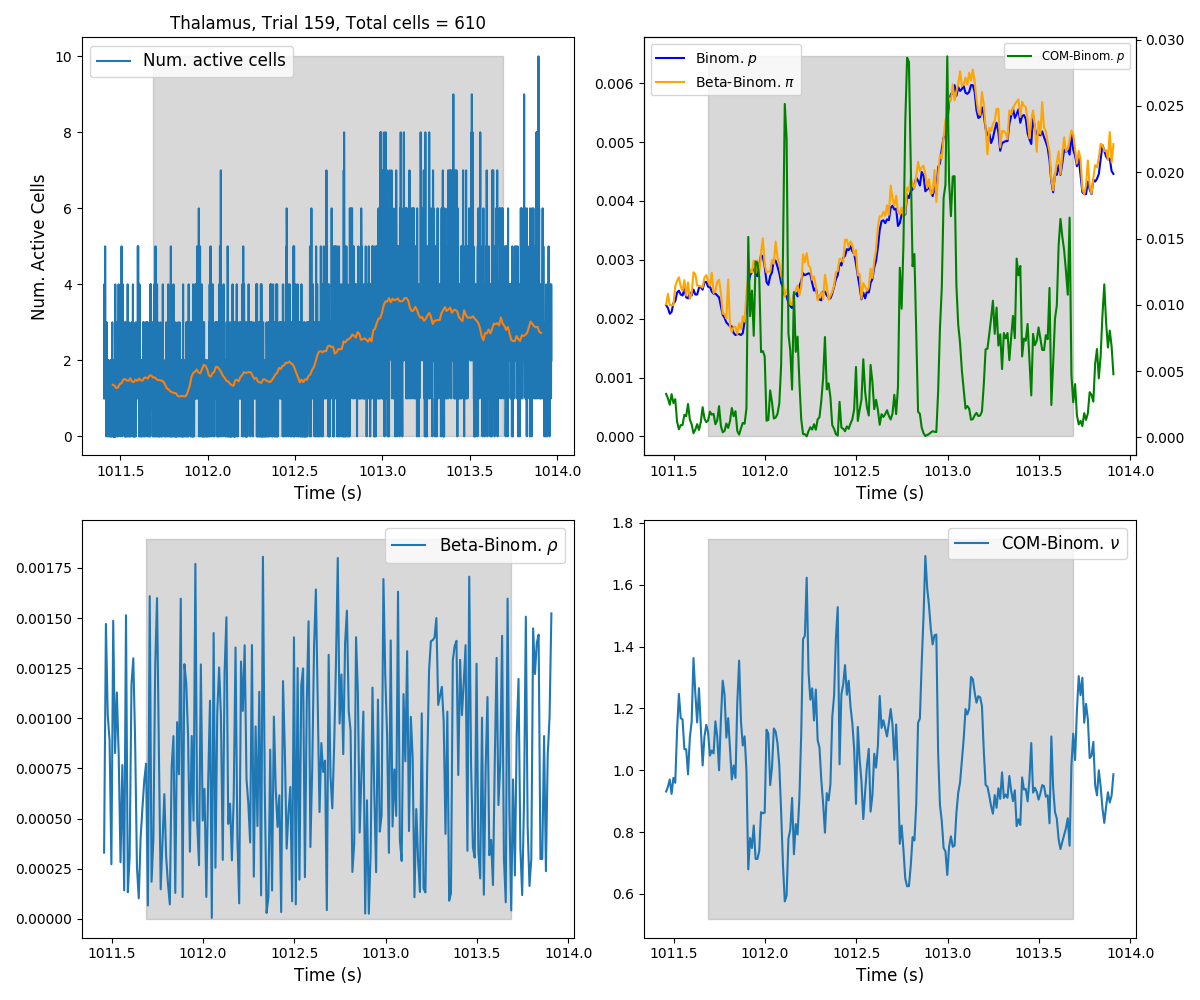 Thalamus, Trial 159, Total cells = 610
Num. active cells
Num. Active Cells
10
8
6
4
2
0
1011.5 1012.0 1012.5 1013.0 1013.5 1014.0
Time (s)
Binom. p
Beta-Binom. π
COM-Binom. p
0.006
0.005
0.004
0.003
0.002
0.001
0.000
0.030
0.025
0.020
0.015
0.010
0.005
0.000
1011.5 1012.0 1012.5 1013.0 1013.5 1014.0
Time (s)
Beta-Binom. ρ
0.00175
0.00150
0.00125
0.00100
0.00075
0.00050
0.00025
0.00000
1011.5 1012.0 1012.5 1013.0 1013.5 1014.0
Time (s)
COM-Binom. ν
1.8
1.6
1.4
1.2
1.0
0.8
0.6
1011.5 1012.0 1012.5 1013.0 1013.5 1014.0
Time (s)